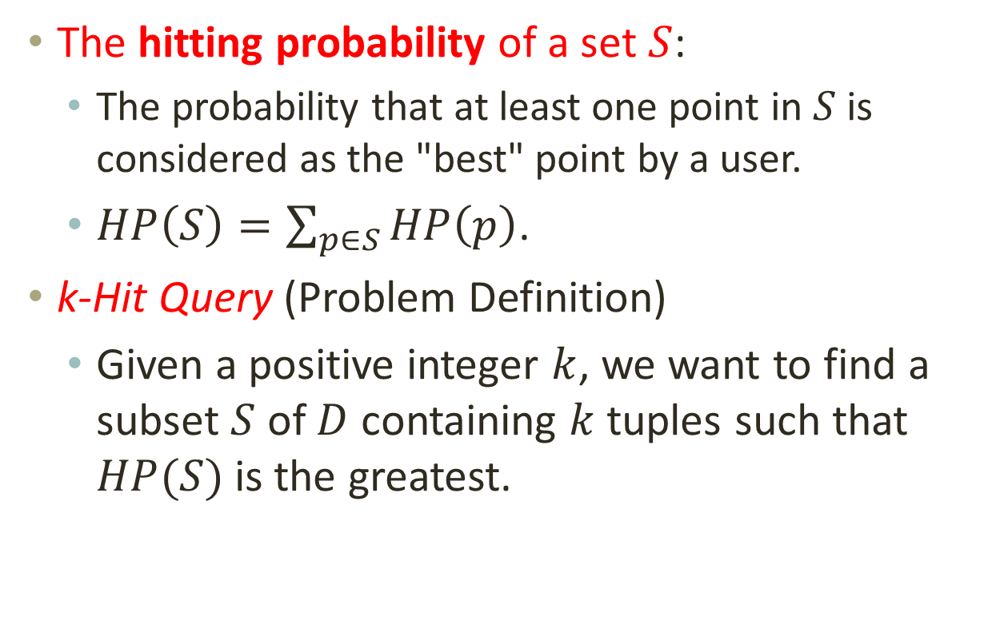 • The hitting probability of a set 𝑆:
• The probability that at least one point in 𝑆 is
considered as the "best" point by a user.
• 𝐻𝑃(𝑆) = ∑𝑝∈𝑆 𝐻𝑃(𝑝).
• k-Hit Query (Problem Definition)
• Given a positive integer 𝑘, we want to find a
subset 𝑆 of 𝐷 containing 𝑘 tuples such that
𝐻𝑃(𝑆) is the greatest.